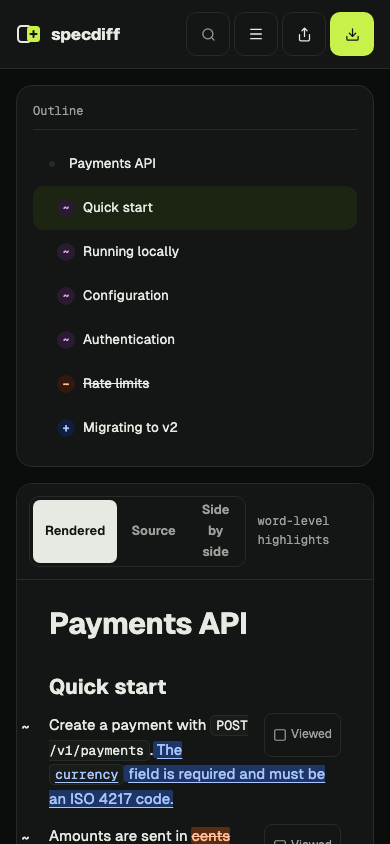 specdiff
Outline
Payments API
~ Quick start
~ Running locally
~ Configuration
~ Authentication
− Rate limits
+ Migrating to v2
Rendered
Source
Side
by
side
word-level
highlights
Payments API
Quick start
~ Create a payment with POST
/v1/payments. The
currency field is required and must be
an ISO 4217 code.
Viewed
~ Amounts are sent in cents
Viewed